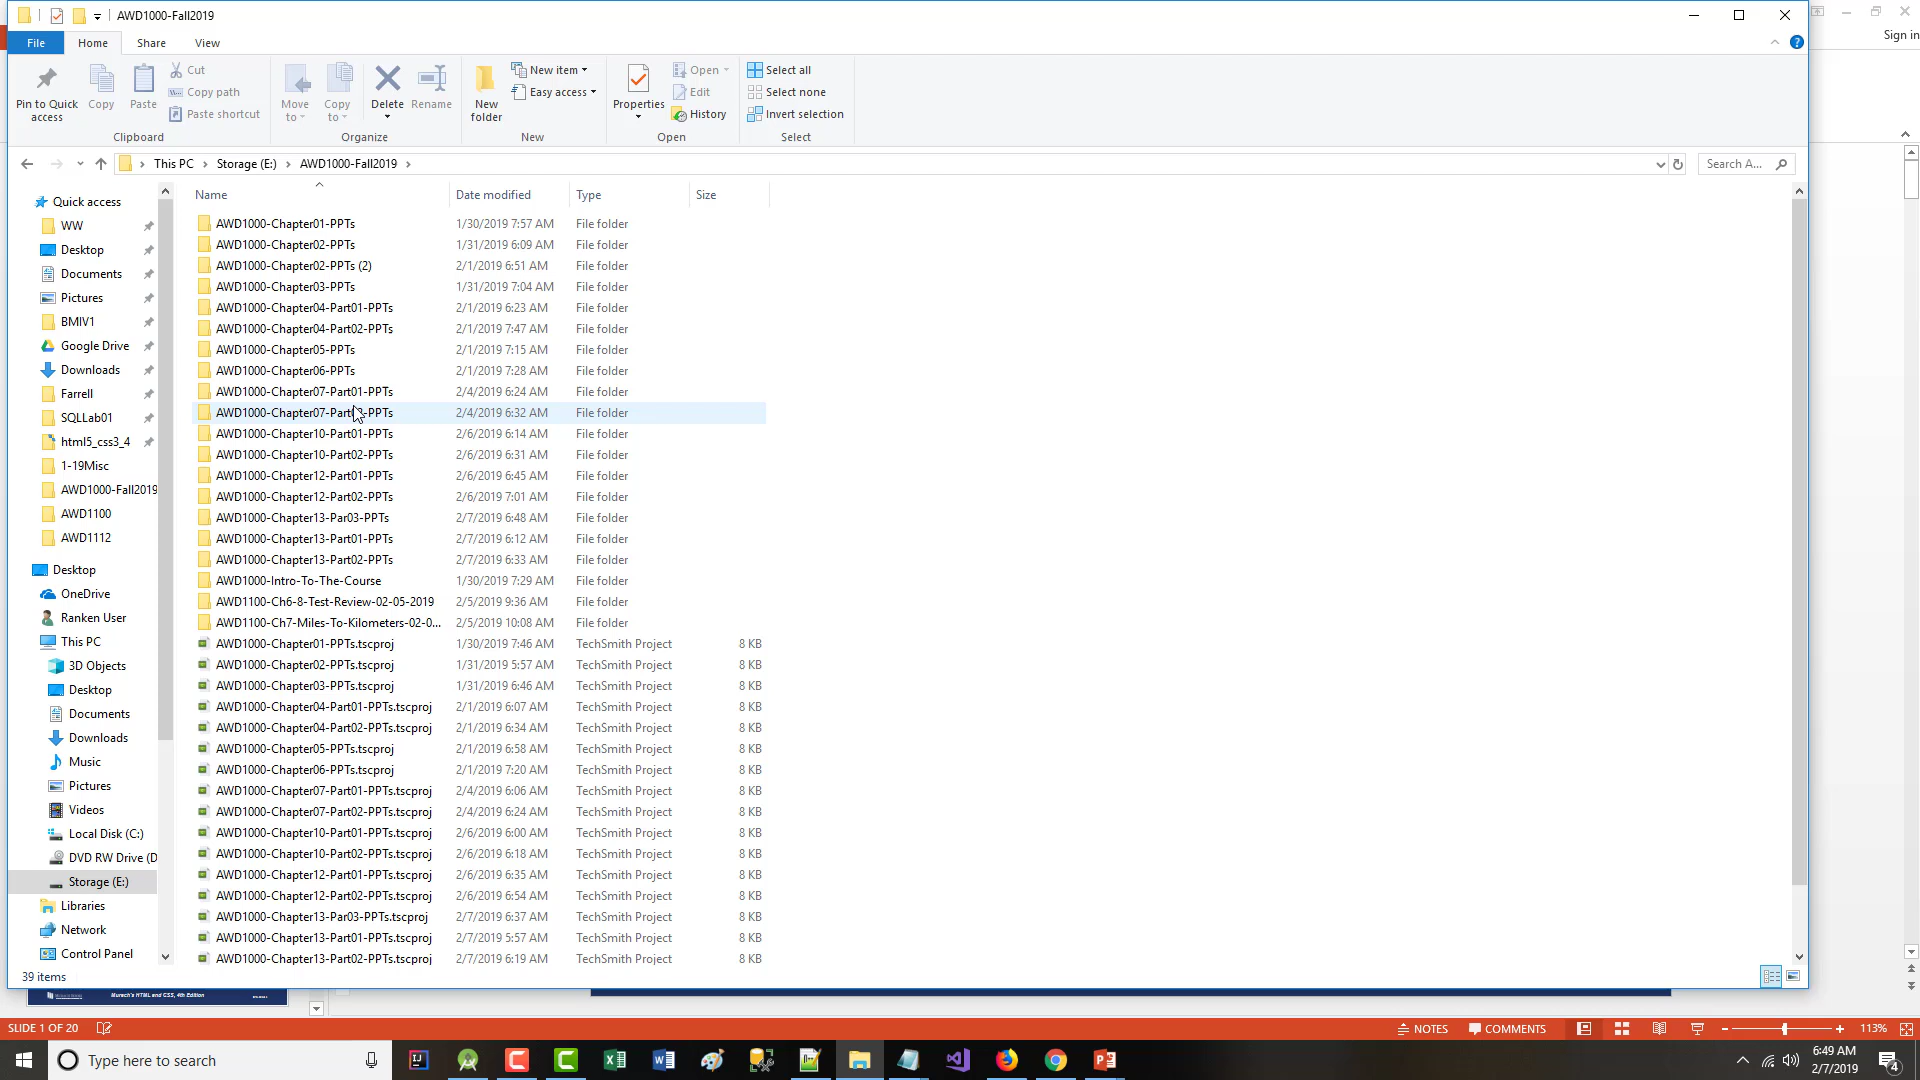 AWD1000-Fall2019
Sign in
File Home Share View
Pin to Quick access
Copy
Paste
Cut
Copy path
Paste shortcut
Clipboard
Move to
Copy to
Delete
Rename
Organize
New folder
New item
Easy access
New
Properties
Open
Edit
History
Open
Select all
Select none
Invert selection
Select
This PC Storage (E:) AWD1000-Fall2019
Search A...
Quick access
WW
Desktop
Documents
Pictures
BMIV1
Google Drive
Downloads
Farrell
SQLLab01
html5_css3_4
1-19Misc
AWD1000-Fall2019
AWD1100
AWD1112
Desktop
OneDrive
Ranken User
This PC
3D Objects
Desktop
Documents
Downloads
Music
Pictures
Videos
Local Disk (C:)
DVD RW Drive (D
Storage (E:)
Libraries
Network
Control Panel
Name Date modified Type Size
AWD1000-Chapter01-PPTs 1/30/2019 7:57 AM File folder
AWD1000-Chapter02-PPTs 1/31/2019 6:09 AM File folder
AWD1000-Chapter02-PPTs (2) 2/1/2019 6:51 AM File folder
AWD1000-Chapter03-PPTs 1/31/2019 7:04 AM File folder
AWD1000-Chapter04-Part01-PPTs 2/1/2019 6:23 AM File folder
AWD1000-Chapter04-Part02-PPTs 2/1/2019 7:47 AM File folder
AWD1000-Chapter05-PPTs 2/1/2019 7:15 AM File folder
AWD1000-Chapter06-PPTs 2/1/2019 7:28 AM File folder
AWD1000-Chapter07-Part01-PPTs 2/4/2019 6:24 AM File folder
AWD1000-Chapter07-Part02-PPTs 2/4/2019 6:32 AM File folder
AWD1000-Chapter10-Part01-PPTs 2/6/2019 6:14 AM File folder
AWD1000-Chapter10-Part02-PPTs 2/6/2019 6:31 AM File folder
AWD1000-Chapter12-Part01-PPTs 2/6/2019 6:45 AM File folder
AWD1000-Chapter12-Part02-PPTs 2/6/2019 7:01 AM File folder
AWD1000-Chapter13-Par03-PPTs 2/7/2019 6:48 AM File folder
AWD1000-Chapter13-Part01-PPTs 2/7/2019 6:12 AM File folder
AWD1000-Chapter13-Part02-PPTs 2/7/2019 6:33 AM File folder
AWD1000-Intro-To-The-Course 1/30/2019 7:29 AM File folder
AWD1100-Ch6-8-Test-Review-02-05-2019 2/5/2019 9:36 AM File folder
AWD1100-Ch7-Miles-To-Kilometers-02-0... 2/5/2019 10:08 AM File folder
AWD1000-Chapter01-PPTs.tscproj 1/30/2019 7:46 AM TechSmith Project 8 KB
AWD1000-Chapter02-PPTs.tscproj 1/31/2019 5:57 AM TechSmith Project 8 KB
AWD1000-Chapter03-PPTs.tscproj 1/31/2019 6:46 AM TechSmith Project 8 KB
AWD1000-Chapter04-Part01-PPTs.tscproj 2/1/2019 6:07 AM TechSmith Project 8 KB
AWD1000-Chapter04-Part02-PPTs.tscproj 2/1/2019 6:34 AM TechSmith Project 8 KB
AWD1000-Chapter05-PPTs.tscproj 2/1/2019 6:58 AM TechSmith Project 8 KB
AWD1000-Chapter06-PPTs.tscproj 2/1/2019 7:20 AM TechSmith Project 8 KB
AWD1000-Chapter07-Part01-PPTs.tscproj 2/4/2019 6:06 AM TechSmith Project 8 KB
AWD1000-Chapter07-Part02-PPTs.tscproj 2/4/2019 6:24 AM TechSmith Project 8 KB
AWD1000-Chapter10-Part01-PPTs.tscproj 2/6/2019 6:00 AM TechSmith Project 8 KB
AWD1000-Chapter10-Part02-PPTs.tscproj 2/6/2019 6:18 AM TechSmith Project 8 KB
AWD1000-Chapter12-Part01-PPTs.tscproj 2/6/2019 6:35 AM TechSmith Project 8 KB
AWD1000-Chapter12-Part02-PPTs.tscproj 2/6/2019 6:54 AM TechSmith Project 8 KB
AWD1000-Chapter13-Par03-PPTs.tscproj 2/7/2019 6:37 AM TechSmith Project 8 KB
AWD1000-Chapter13-Part01-PPTs.tscproj 2/7/2019 5:57 AM TechSmith Project 8 KB
AWD1000-Chapter13-Part02-PPTs.tscproj 2/7/2019 6:19 AM TechSmith Project 8 KB
39 items
Murach's HTML and CSS, 4th Edition
SLIDE 1 OF 20 NOTES COMMENTS 113%
Type here to search
6:49 AM
2/7/2019
4